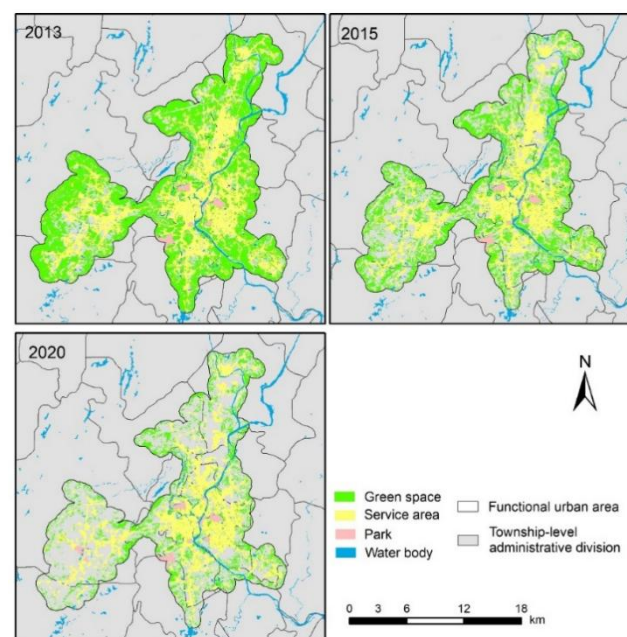 2013
2015
2020
N
Green space
Service area
Park
Water body
Functional urban area
Township-level
administrative division
0 3 6 12 18
km